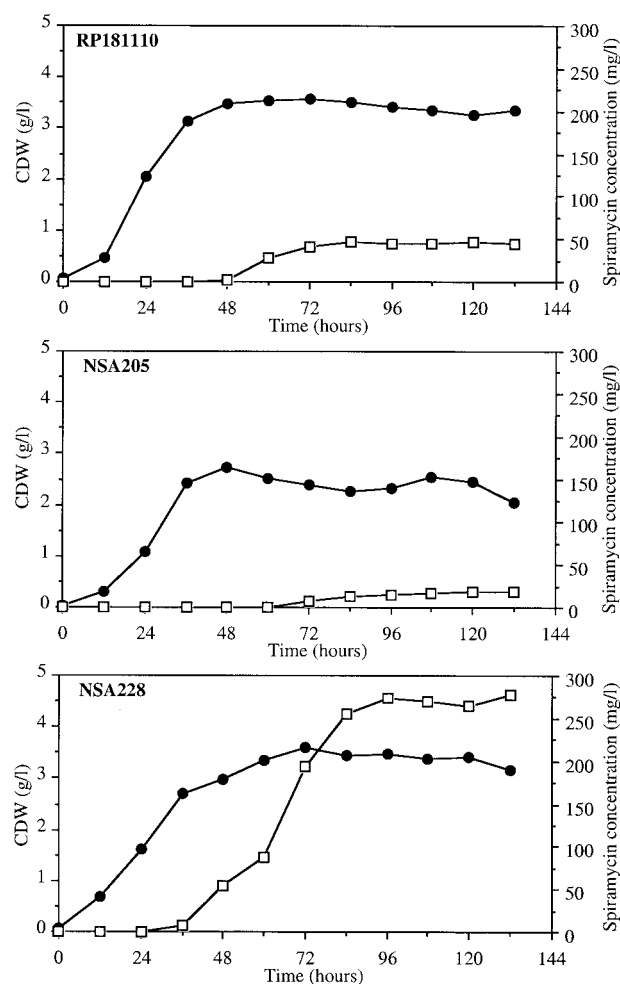 RP181110
CDW (g/l)
5
4
3
2
1
0
300
250
200
150
100
50
0
Spiramycin concentration (mg/l)
0 24 48 72 96 120 144
Time (hours)
NSA205
CDW (g/l)
5
4
3
2
1
0
300
250
200
150
100
50
0
Spiramycin concentration (mg/l)
0 24 48 72 96 120 144
Time (hours)
NSA228
CDW (g/l)
5
4
3
2
1
0
300
250
200
150
100
50
0
Spiramycin concentration (mg/l)
0 24 48 72 96 120 144
Time (hours)